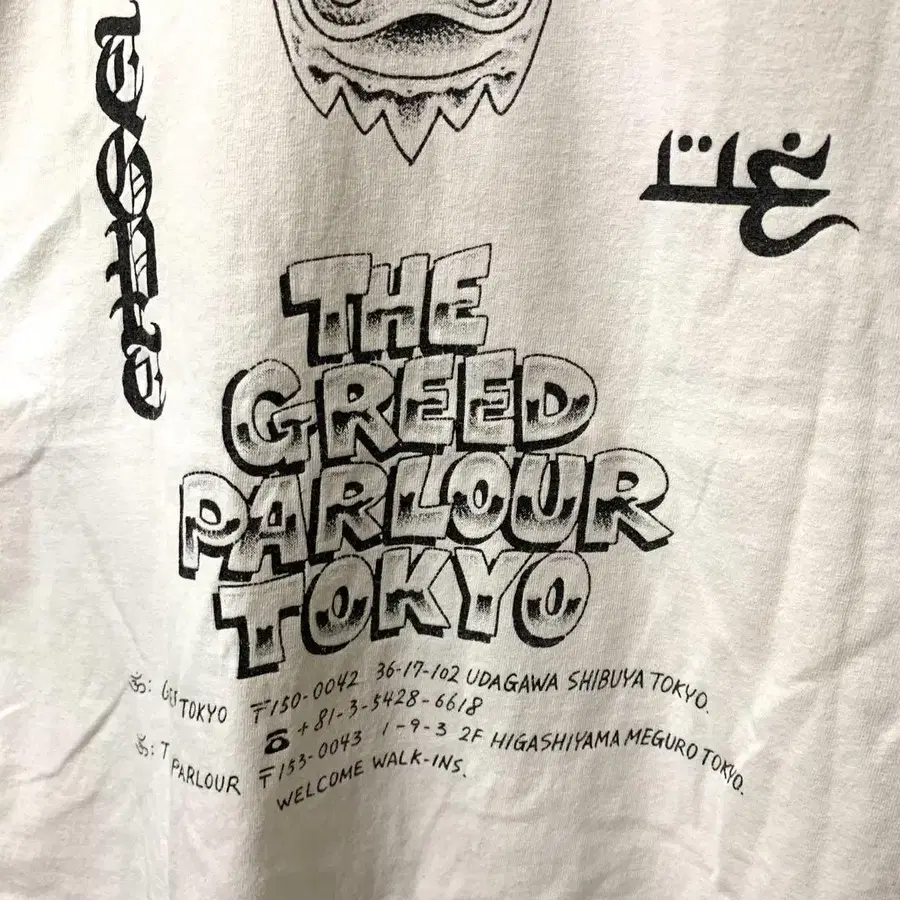 THE
GREED
PARLOUR
TOKYO
ॐ: TOKYO 〒150-0042 36-17-102 UDAGAWA SHIBUYA TOKYO.
☎ +81-3-5428-6618
ॐ: T PARLOUR 〒153-0043 1-9-3 2F HIGASHIYAMA MEGURO TOKYO.
WELCOME WALK-INS.